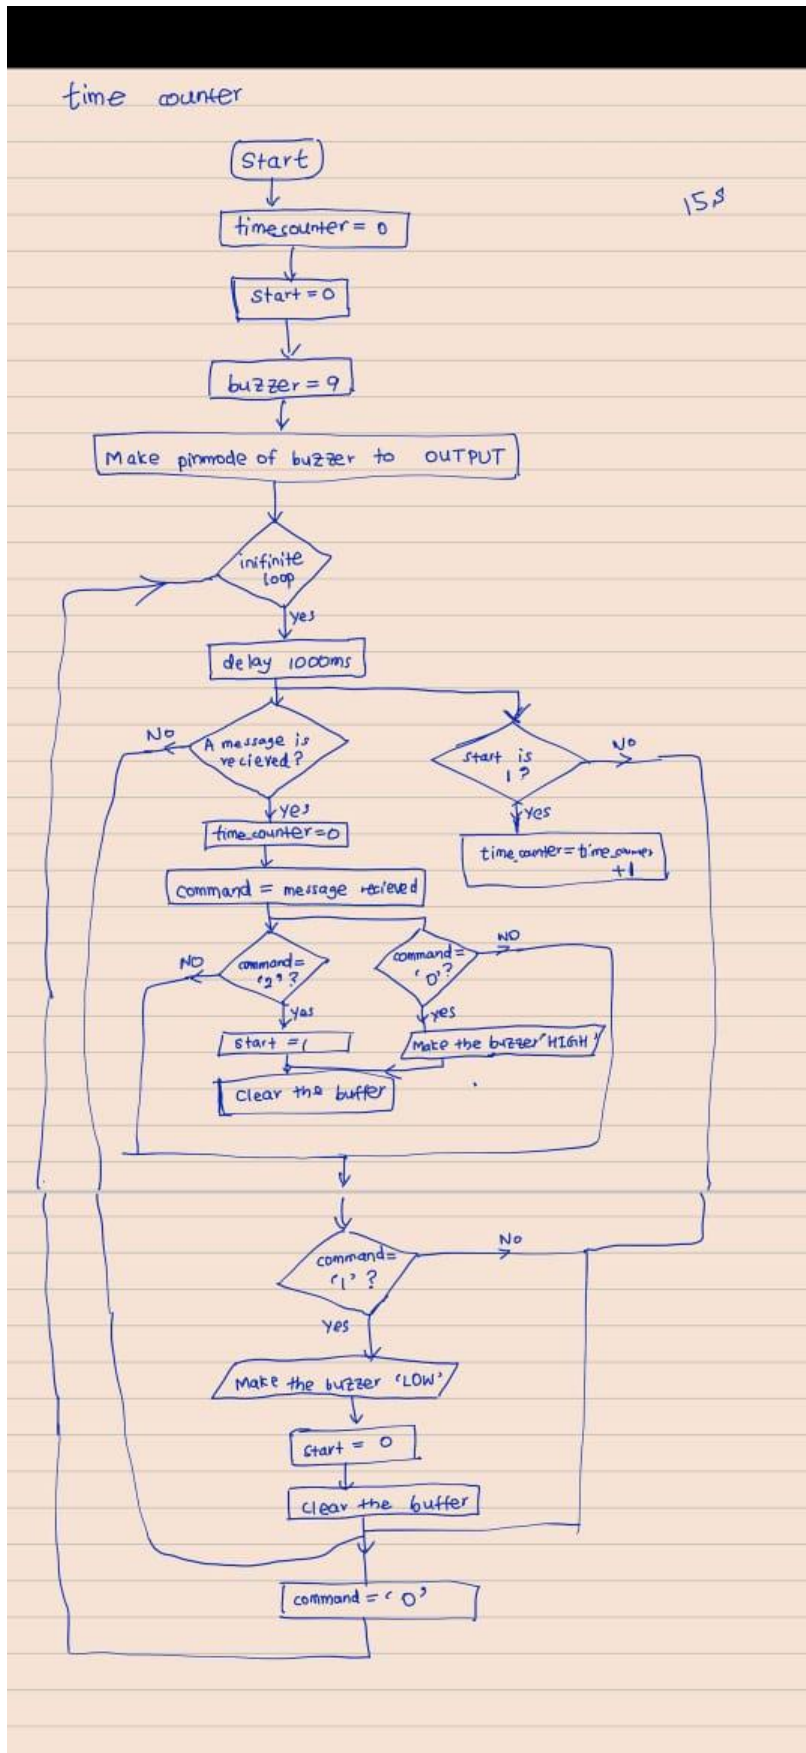 time counter
Start
15s
time_counter = 0
start = 0
buzzer = 9
Make pinmode of buzzer to OUTPUT
inifinite
loop
yes
delay 1000ms
NO
A message is
recieved?
start is
1?
NO
yes
yes
time_counter=0
time_counter = time_counter
+1
command = message recieved
NO
command=
'2'?
command=
'0'?
NO
yes
yes
start = 1
Make the buzzer 'HIGH'
Clear the buffer
command=
'1' ?
NO
Yes
Make the buzzer 'LOW'
start = 0
clear the buffer
command = '0'